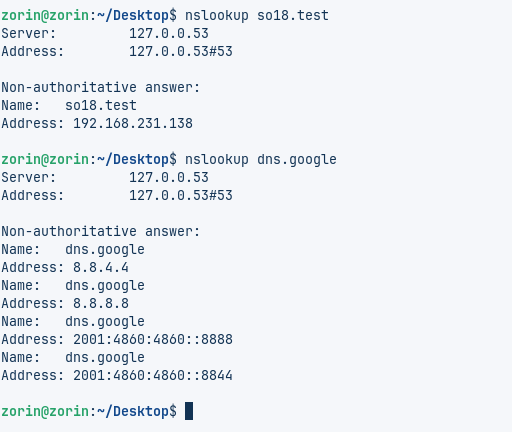 zorin@zorin:~/Desktop$ nslookup so18.test
Server:         127.0.0.53
Address:        127.0.0.53#53

Non-authoritative answer:
Name:   so18.test
Address: 192.168.231.138

zorin@zorin:~/Desktop$ nslookup dns.google
Server:         127.0.0.53
Address:        127.0.0.53#53

Non-authoritative answer:
Name:   dns.google
Address: 8.8.4.4
Name:   dns.google
Address: 8.8.8.8
Name:   dns.google
Address: 2001:4860:4860::8888
Name:   dns.google
Address: 2001:4860:4860::8844

zorin@zorin:~/Desktop$